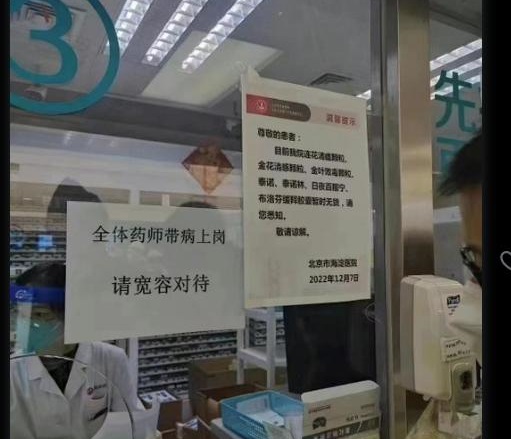 ③
先
温馨提示
尊敬的患者：
目前我院连花清瘟颗粒、
金花清感颗粒、金叶败毒颗粒、
泰诺、泰诺林、日夜百服宁、
布洛芬缓释胶囊暂时无货，请
您悉知。
敬请谅解。
北京市海淀医院
2022年12月7日
全体药师带病上岗
请宽容对待